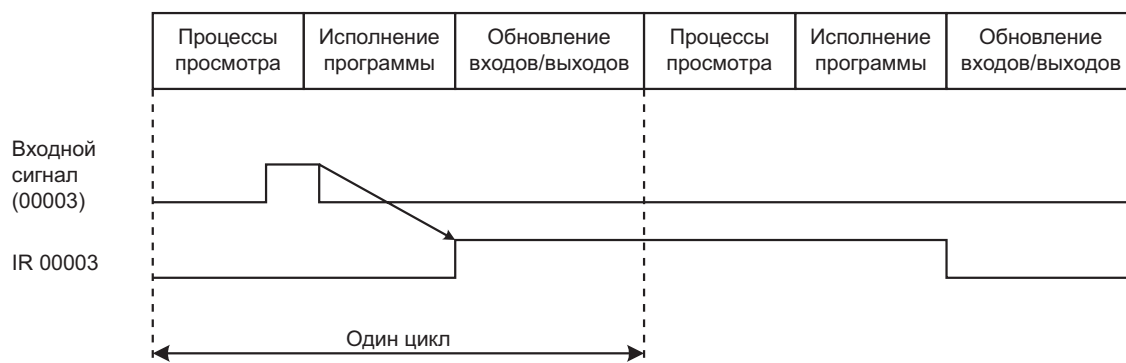 Процессы
просмотра
Исполнение
программы
Обновление
входов/выходов
Процессы
просмотра
Исполнение
программы
Обновление
входов/выходов
Входной
сигнал
(00003)
IR 00003
Один цикл